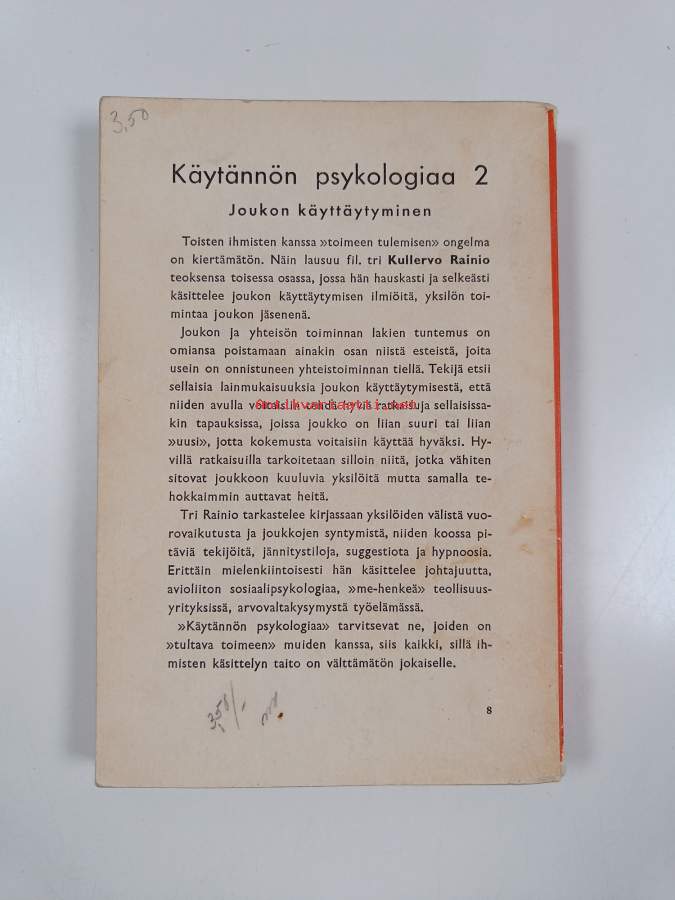 3,50
Käytännön psykologiaa 2
Joukon käyttäytyminen
Toisten ihmisten kanssa »toimeen tulemisen» ongelma
on kiertämätön. Näin lausuu fil. tri Kullervo Rainio
teoksensa toisessa osassa, jossa hän hauskasti ja selkeästi
käsittelee joukon käyttäytymisen ilmiöitä, yksilön toi-
mintaa joukon jäsenenä.
Joukon ja yhteisön toiminnan lakien tuntemus on
omiansa poistamaan ainakin osan niistä esteistä, joita
usein on onnistuneen yhteistoiminnan tiellä. Tekijä etsii
sellaisia lainmukaisuuksia joukon käyttäytymisestä, että
niiden avulla voitaisiin tehdä hyviä ratkaisuja sellaisissa-
kin tapauksissa, joissa joukko on liian suuri tai liian
»uusi», jotta kokemusta voitaisiin käyttää hyväksi. Hy-
villä ratkaisuilla tarkoitetaan silloin niitä, jotka vähiten
sitovat joukkoon kuuluvia yksilöitä mutta samalla te-
hokkaimmin auttavat heitä.
Tri Rainio tarkastelee kirjassaan yksilöiden välistä vuo-
rovaikutusta ja joukkojen syntymistä, niiden koossa pi-
täviä tekijöitä, jännitystiloja, suggestiota ja hypnoosia.
Erittäin mielenkiintoisesti hän käsittelee johtajuutta,
avioliiton sosiaalipsykologiaa, »me-henkeä» teollisuus-
yrityksissä, arvovaltakysymystä työelämässä.
»Käytännön psykologiaa» tarvitsevat ne, joiden on
»tultava toimeen» muiden kanssa, siis kaikki, sillä ih-
misten käsittelyn taito on välttämätön jokaiselle.
8